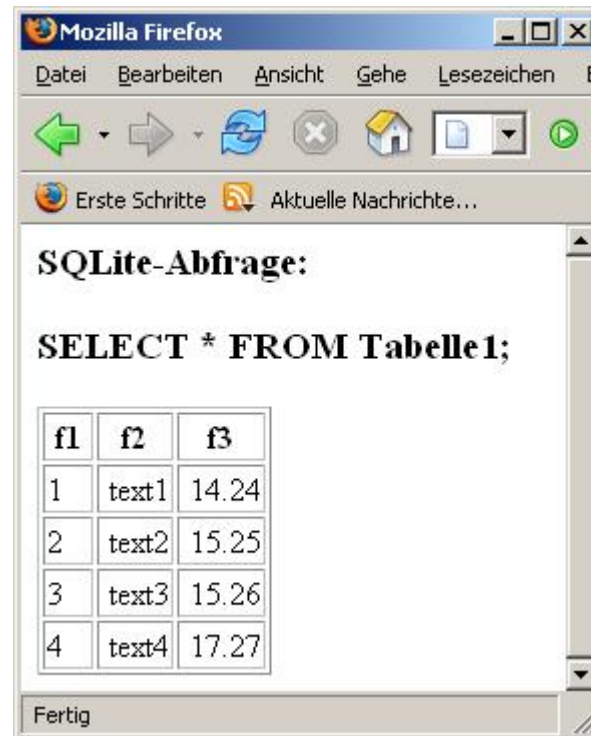 Mozilla Firefox
Datei Bearbeiten Ansicht Gehe Lesezeichen
Erste Schritte Aktuelle Nachrichte...
SQLite-Abfrage:
SELECT * FROM Tabelle1;
f1 f2 f3
1 text1 14.24
2 text2 15.25
3 text3 15.26
4 text4 17.27
Fertig